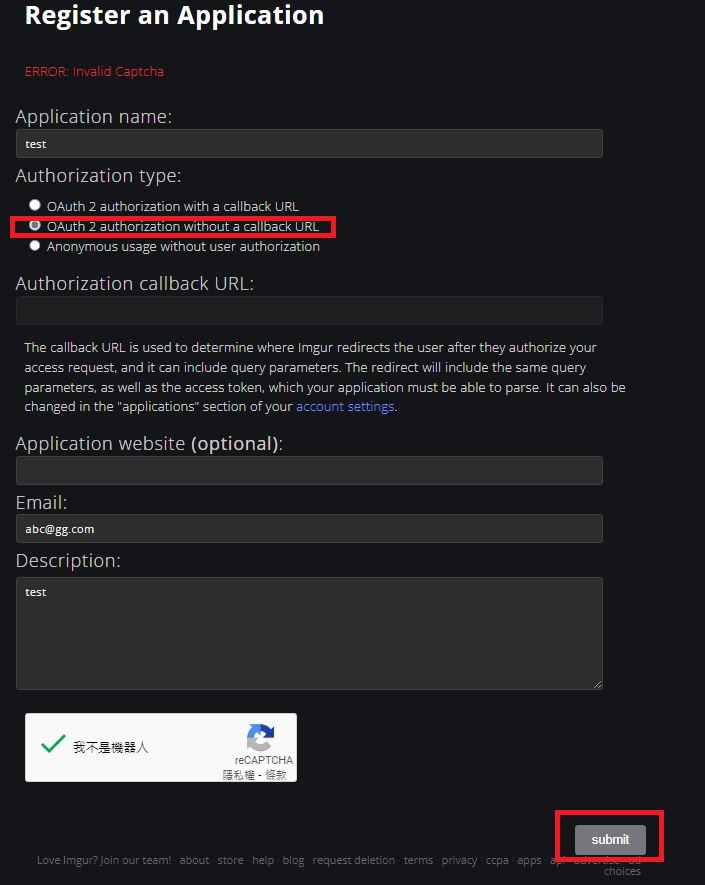 Register an Application
ERROR: Invalid Captcha
Application name:
test
Authorization type:
OAuth 2 authorization with a callback URL
OAuth 2 authorization without a callback URL
Anonymous usage without user authorization
Authorization callback URL:
The callback URL is used to determine where Imgur redirects the user after they authorize your
access request, and it can include query parameters. The redirect will include the same query
parameters, as well as the access token, which your application must be able to parse. It can also be
changed in the "applications" section of your account settings.
Application website (optional):
Email:
abc@gg.com
Description:
test
我不是機器人
reCAPTCHA
隱私權 - 條款
submit
Love Imgur? Join our team! · about · store · help · blog · request deletion · terms · privacy · ccpa · apps · api · advertise · ad
choices